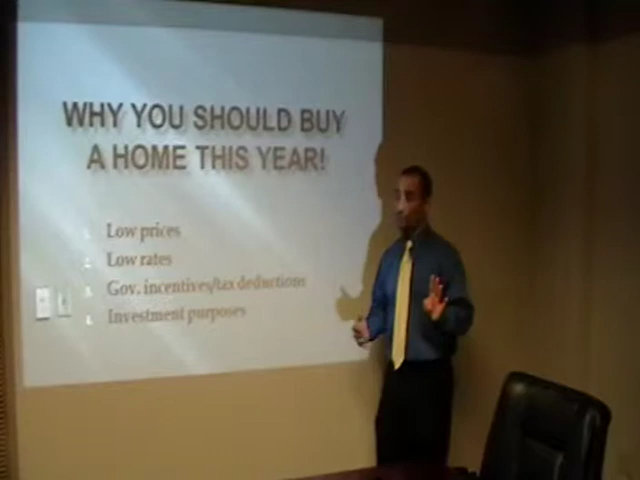 WHY YOU SHOULD BUY
A HOME THIS YEAR!
Low prices
Low rates
Gov. incentives/tax deductions
Investment purposes